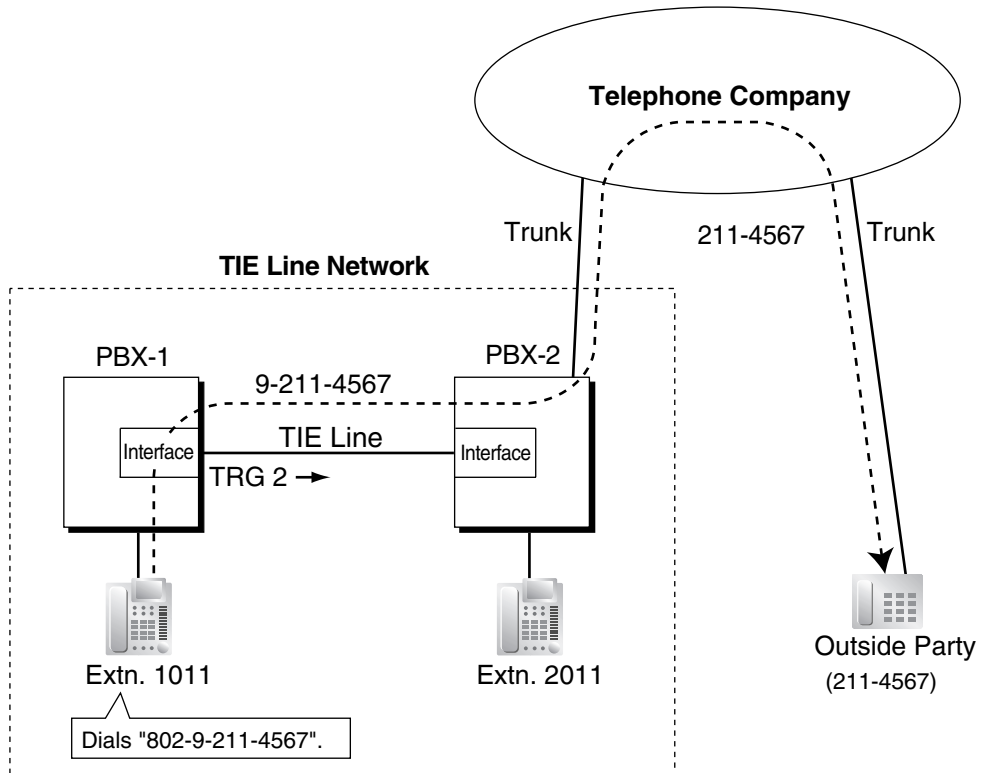 Telephone Company
Trunk
211-4567
Trunk
TIE Line Network
PBX-1
PBX-2
9-211-4567
Interface
TIE Line
Interface
TRG 2
Extn. 1011
Extn. 2011
Outside Party
(211-4567)
Dials "802-9-211-4567".